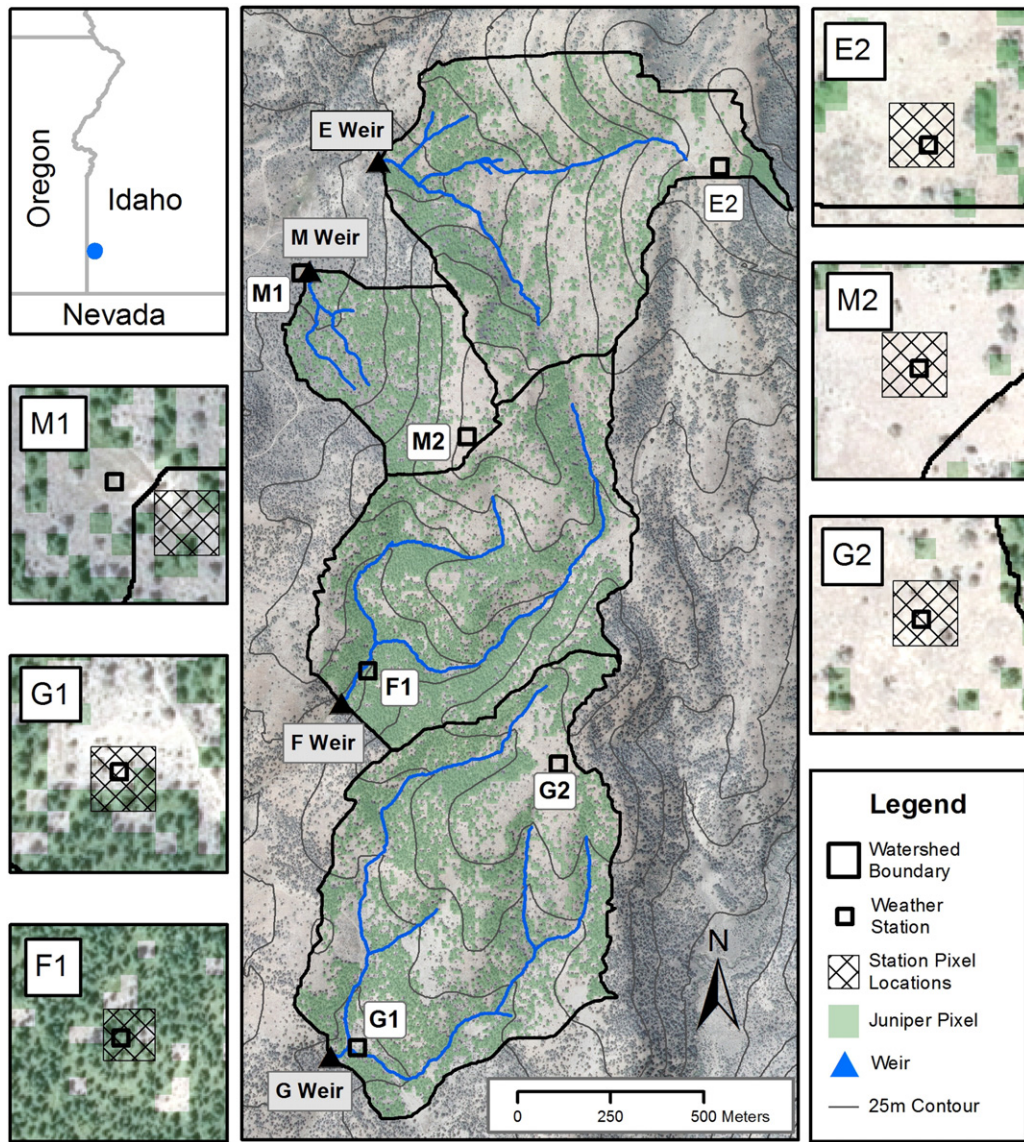 Oregon
Idaho
Nevada
M1
G1
F1
E Weir
E2
M Weir
M1
M2
F1
F Weir
G2
N
G1
G Weir
0 250 500 Meters
E2
M2
G2
Legend
Watershed
Boundary
Weather
Station
Station Pixel
Locations
Juniper Pixel
Weir
25m Contour